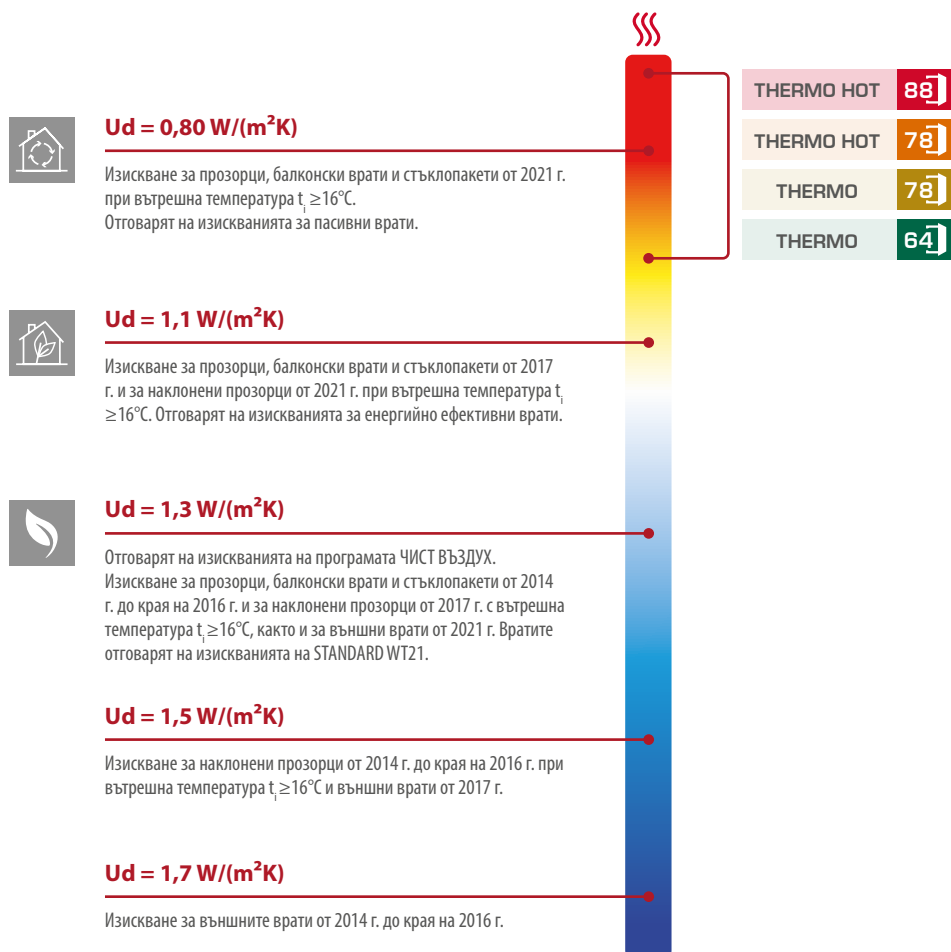 Ud = 0,80 W/(m²K)
Изискване за прозорци, балконски врати и стъклопакети от 2021 г.
при вътрешна температура tᵢ ≥16°C.
Отговарят на изискванията за пасивни врати.
THERMO HOT 88
THERMO HOT 78
THERMO 78
THERMO 64
Ud = 1,1 W/(m²K)
Изискване за прозорци, балконски врати и стъклопакети от 2017
г. и за наклонени прозорци от 2021 г. при вътрешна температура tᵢ
≥16°C. Отговарят на изискванията за енергийно ефективни врати.
Ud = 1,3 W/(m²K)
Отговарят на изискванията на програмата ЧИСТ ВЪЗДУХ.
Изискване за прозорци, балконски врати и стъклопакети от 2014
г. до края на 2016 г. и за наклонени прозорци от 2017 г. с вътрешна
температура tᵢ ≥16°C, както и за външни врати от 2021 г. Вратите
отговарят на изискванията на STANDARD WT21.
Ud = 1,5 W/(m²K)
Изискване за наклонени прозорци от 2014 г. до края на 2016 г. при
вътрешна температура tᵢ ≥16°C и външни врати от 2017 г.
Ud = 1,7 W/(m²K)
Изискване за външните врати от 2014 г. до края на 2016 г.